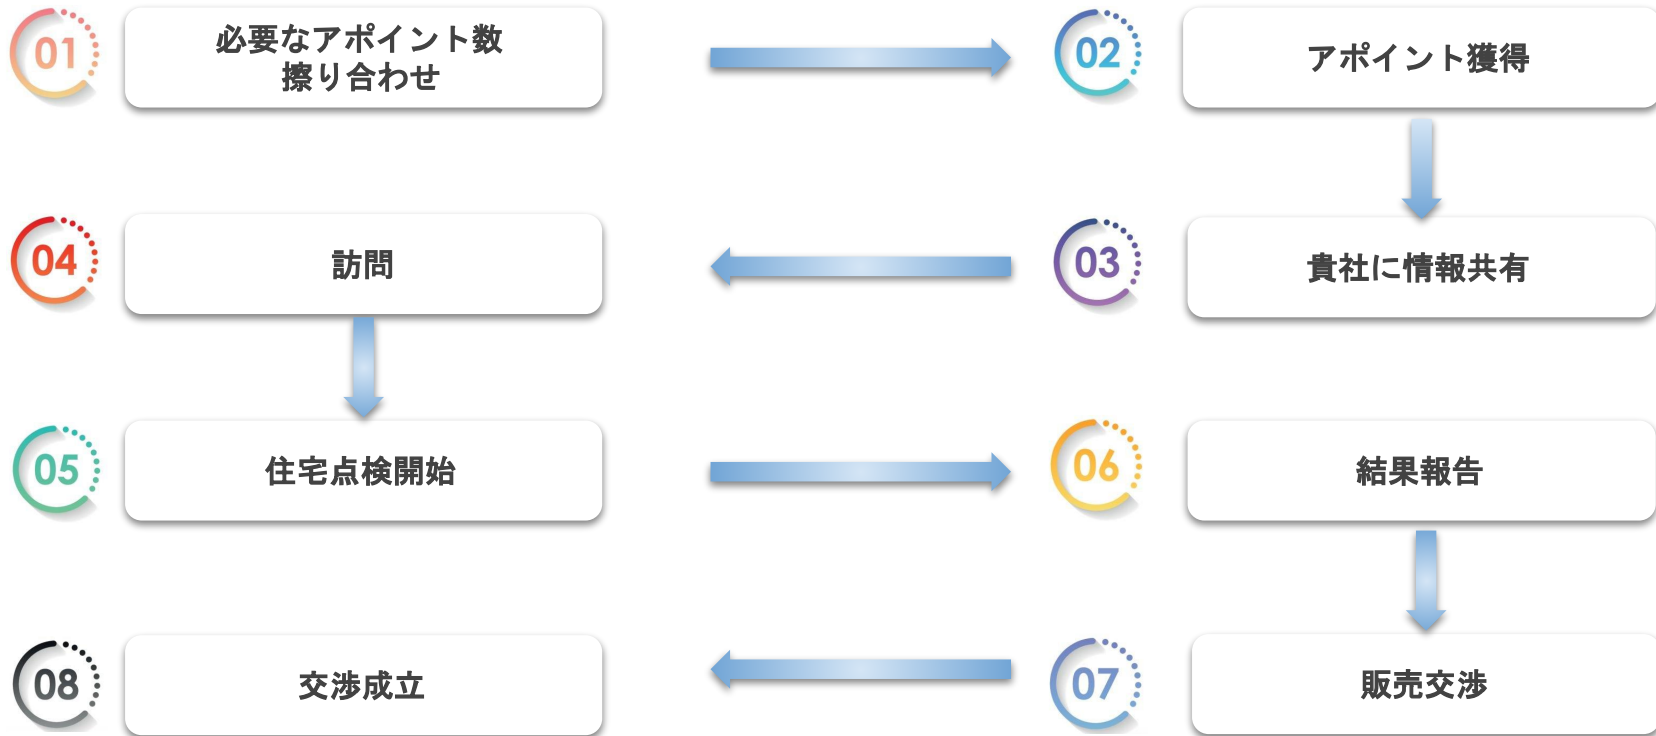 01
必要なアポイント数
擦り合わせ
02
アポイント獲得
03
貴社に情報共有
04
訪問
05
住宅点検開始
06
結果報告
07
販売交渉
08
交渉成立